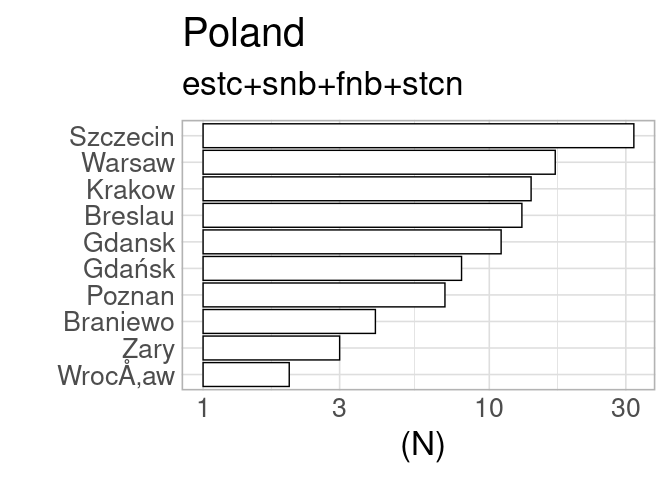 Poland
estc+snb+fnb+stcn
Szczecin
Warsaw
Krakow
Breslau
Gdansk
Gdańsk
Poznan
Braniewo
Zary
WrocÅ‚aw
1 3 10 30
(N)